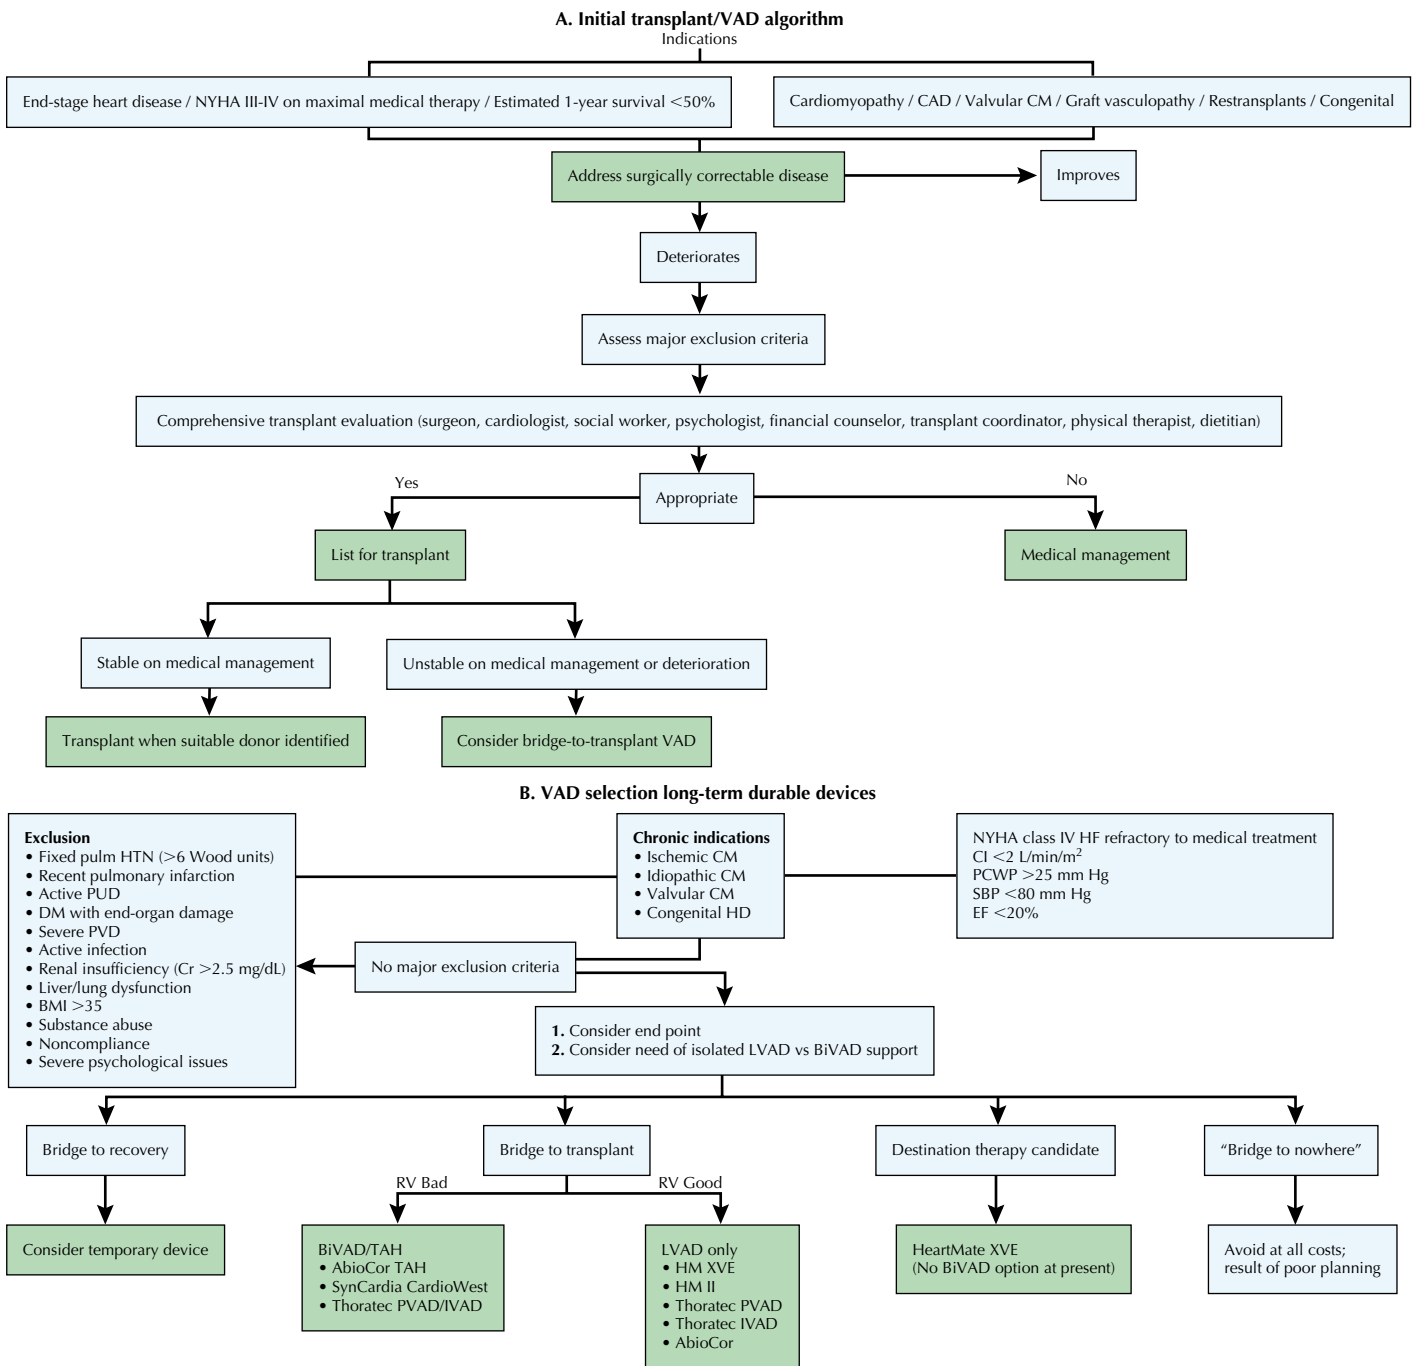 A. Initial transplant/VAD algorithm
Indications
End-stage heart disease / NYHA III-IV on maximal medical therapy / Estimated 1-year survival <50%
Cardiomyopathy / CAD / Valvular CM / Graft vasculopathy / Restransplants / Congenital
Address surgically correctable disease
Improves
Deteriorates
Assess major exclusion criteria
Comprehensive transplant evaluation (surgeon, cardiologist, social worker, psychologist, financial counselor, transplant coordinator, physical therapist, dietitian)
Yes
Appropriate
No
List for transplant
Medical management
Stable on medical management
Unstable on medical management or deterioration
Transplant when suitable donor identified
Consider bridge-to-transplant VAD
B. VAD selection long-term durable devices
Exclusion
• Fixed pulm HTN (>6 Wood units)
• Recent pulmonary infarction
• Active PUD
• DM with end-organ damage
• Severe PVD
• Active infection
• Renal insufficiency (Cr >2.5 mg/dL)
• Liver/lung dysfunction
• BMI >35
• Substance abuse
• Noncompliance
• Severe psychological issues
Chronic indications
• Ischemic CM
• Idiopathic CM
• Valvular CM
• Congenital HD
NYHA class IV HF refractory to medical treatment
CI <2 L/min/m²
PCWP >25 mm Hg
SBP <80 mm Hg
EF <20%
No major exclusion criteria
1. Consider end point
2. Consider need of isolated LVAD vs BiVAD support
Bridge to recovery
Bridge to transplant
Destination therapy candidate
“Bridge to nowhere”
RV Bad
RV Good
Consider temporary device
BiVAD/TAH
• AbioCor TAH
• SynCardia CardioWest
• Thoratec PVAD/IVAD
LVAD only
• HM XVE
• HM II
• Thoratec PVAD
• Thoratec IVAD
• AbioCor
HeartMate XVE
(No BiVAD option at present)
Avoid at all costs;
result of poor planning